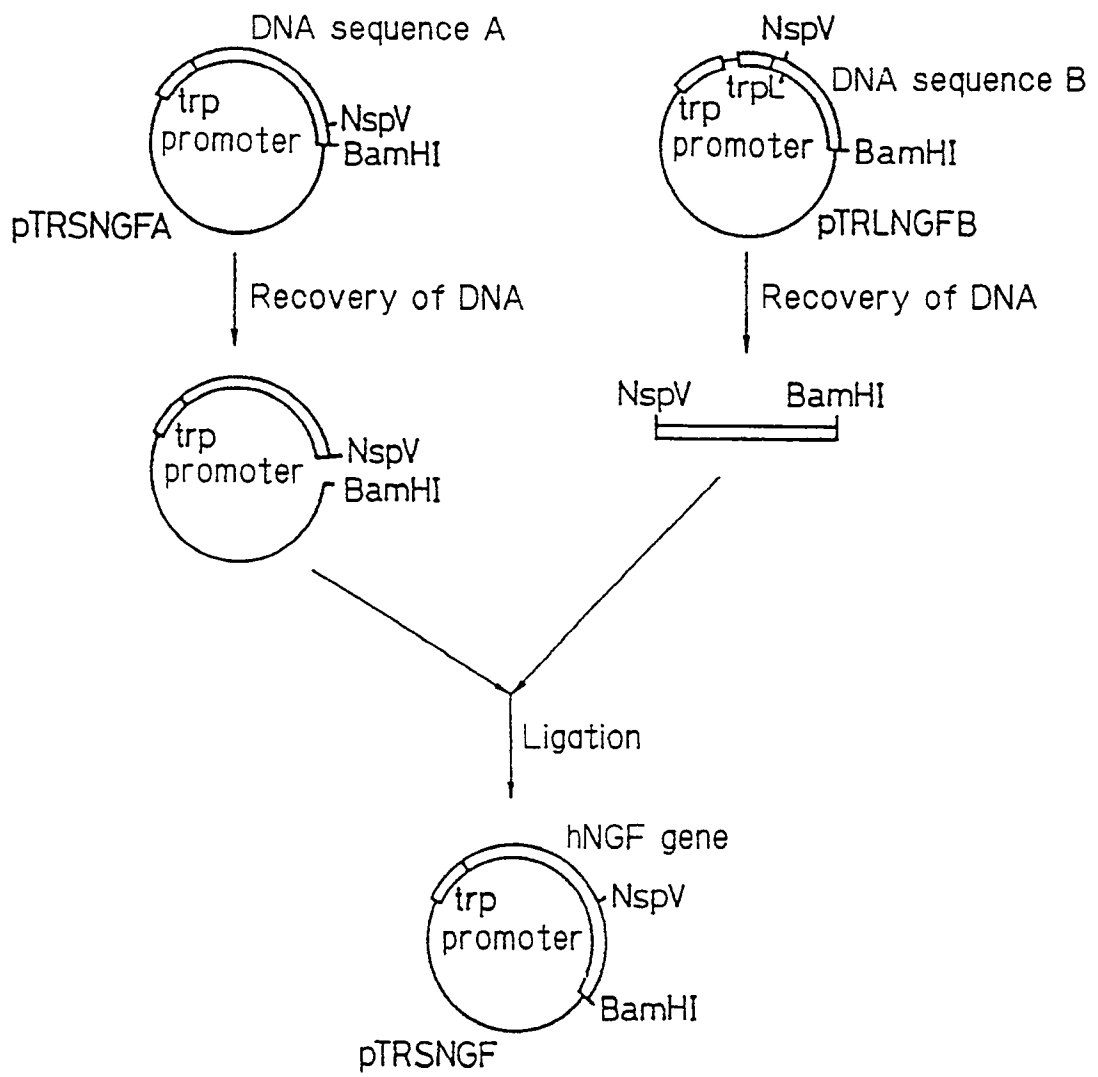 DNA sequence A
trp
promoter
NspV
BamHI
pTRSNGFA
NspV
trpL
DNA sequence B
trp
promoter
BamHI
pTRLNGFB
Recovery of DNA
Recovery of DNA
trp
promoter
NspV
BamHI
NspV
BamHI
Ligation
hNGF gene
trp
promoter
NspV
BamHI
pTRSNGF